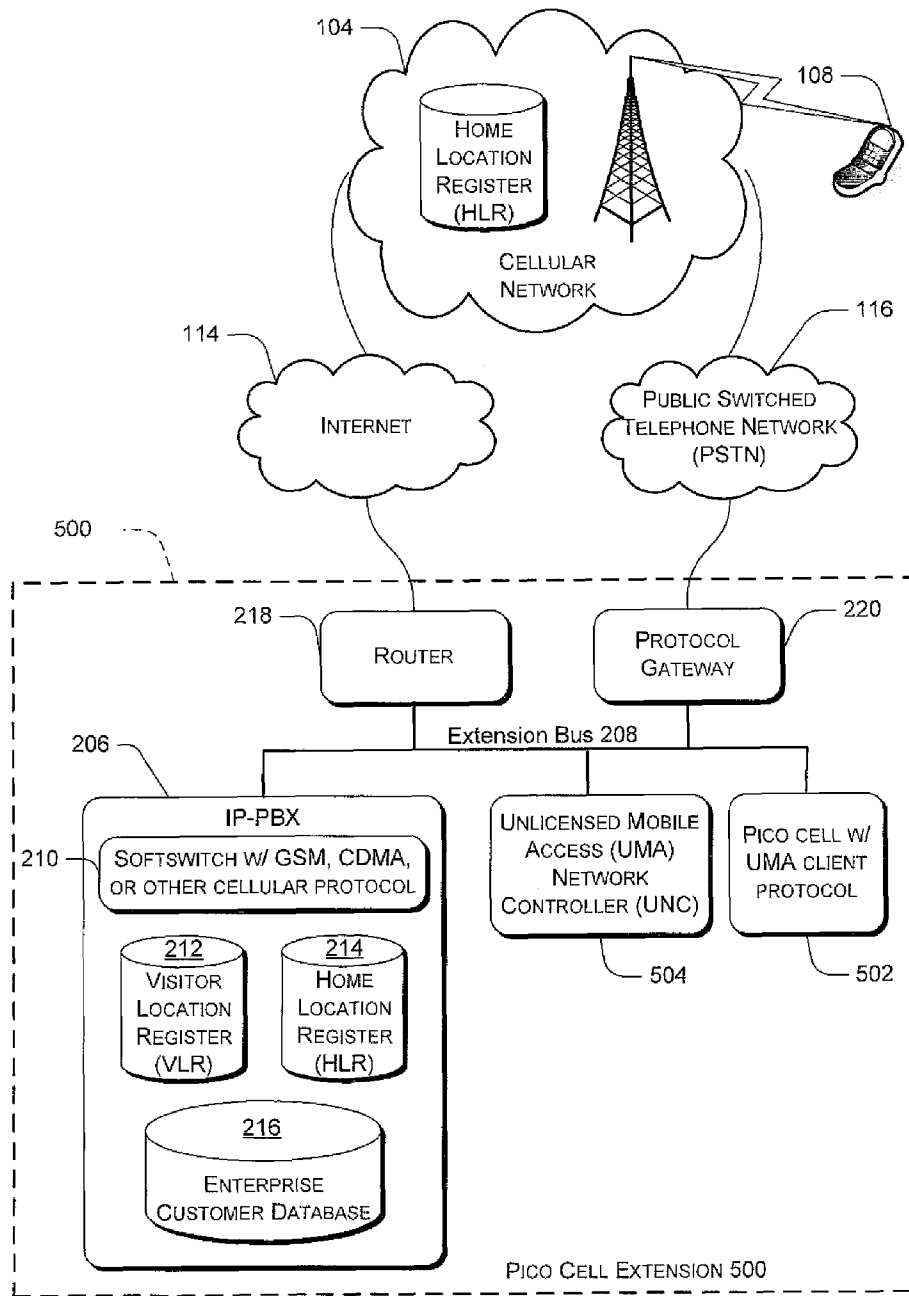 104
108
HOME
LOCATION
REGISTER
(HLR)
CELLULAR
NETWORK
114
116
INTERNET
PUBLIC SWITCHED
TELEPHONE NETWORK
(PSTN)
500
218
220
ROUTER
PROTOCOL
GATEWAY
206
Extension Bus 208
IP-PBX
210
SOFTSWITCH W/ GSM, CDMA,
OR OTHER CELLULAR PROTOCOL
UNLICENSED MOBILE
ACCESS (UMA)
NETWORK
CONTROLLER (UNC)
PICO CELL W/
UMA CLIENT
PROTOCOL
212
VISITOR
LOCATION
REGISTER
(VLR)
214
HOME
LOCATION
REGISTER
(HLR)
504
502
216
ENTERPRISE
CUSTOMER DATABASE
PICO CELL EXTENSION 500